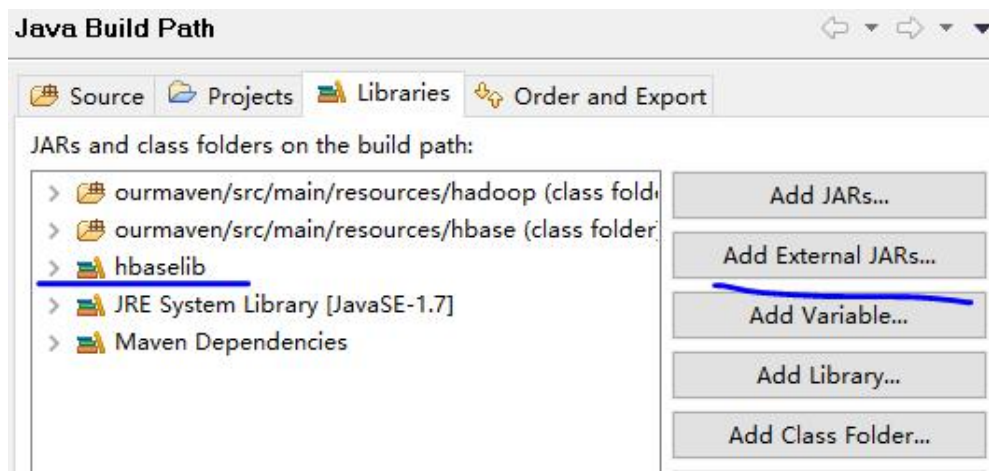 Java Build Path
Source Projects Libraries Order and Export
JARs and class folders on the build path:
ourmaven/src/main/resources/hadoop (class fold
ourmaven/src/main/resources/hbase (class folder
hbaselib
JRE System Library [JavaSE-1.7]
Maven Dependencies
Add JARs...
Add External JARs...
Add Variable...
Add Library...
Add Class Folder...